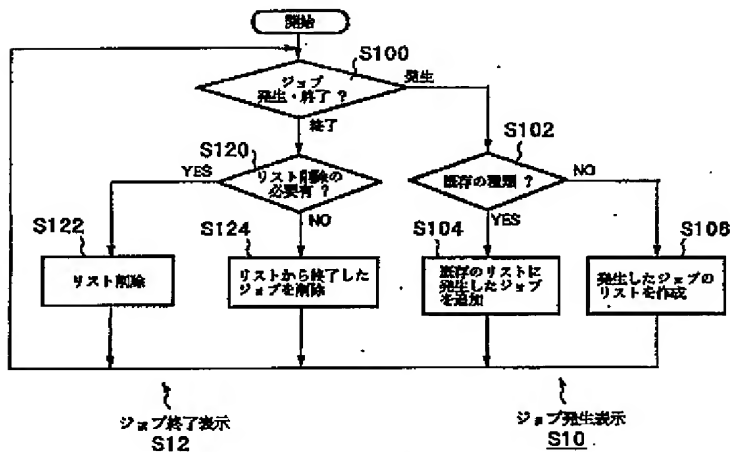 開始
S100
ジョブ
発生・終了？
発生
終了
S102
既存の種類？
YES
NO
S120
リスト削除の
必要有？
YES
NO
S122
リスト削除
S124
リストから終了した
ジョブを削除
S104
既存のリストに
発生したジョブ
を追加
S106
発生したジョブの
リストを作成
ジョブ終了表示
S12
ジョブ発生表示
S10